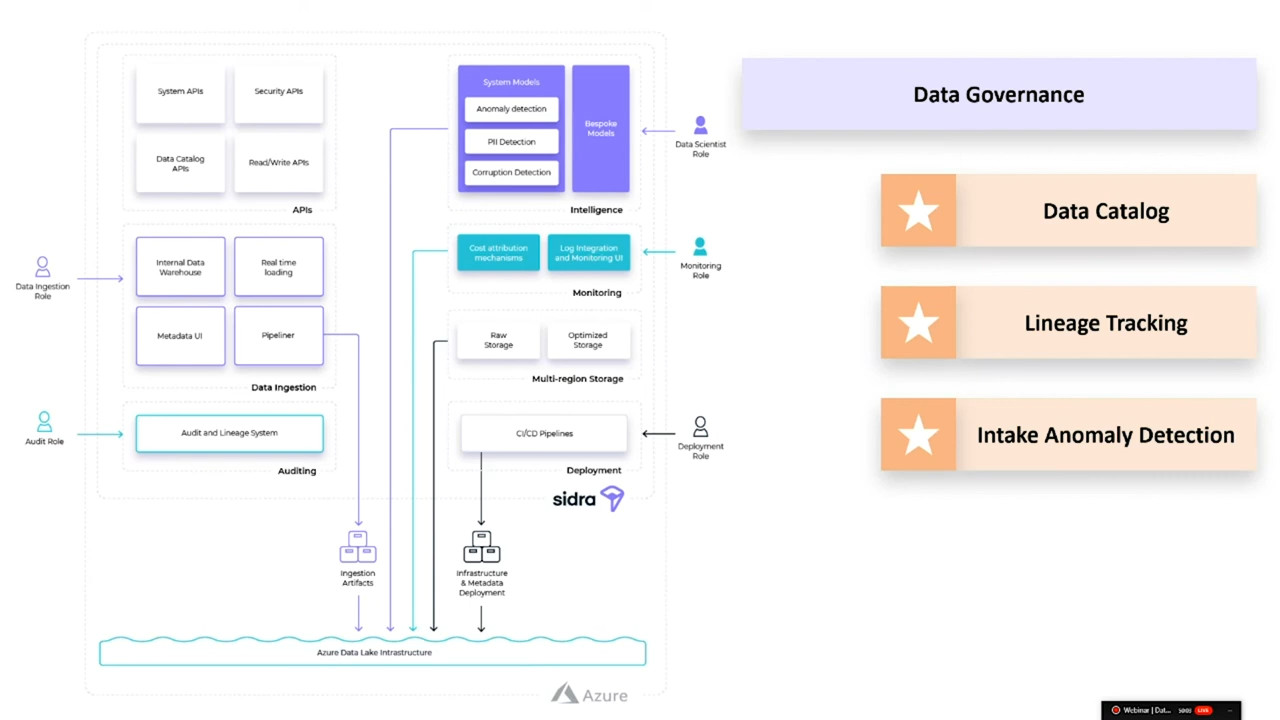 System APIs
Security APIs
Data Catalog
APIs
Read/Write APIs
APIs
Data Ingestion
Role
Internal Data
Warehouse
Real time
loading
Metadata UI
Pipeliner
Data Ingestion
Audit Role
Audit and Lineage System
Auditing
System Models
Anomaly detection
PII Detection
Corruption Detection
Bespoke
Models
Intelligence
Data Scientist
Role
Cost attribution
mechanisms
Log Integration
and Monitoring UI
Monitoring
Monitoring
Role
Raw
Storage
Optimized
Storage
Multi-region Storage
CI/CD Pipelines
Deployment
Deployment
Role
sidra
Ingestion
Artifacts
Infrastructure
& Metadata
Deployment
Azure Data Lake Intrastructure
Azure
Data Governance
Data Catalog
Lineage Tracking
Intake Anomaly Detection
Webinar | Dat...
LIVE